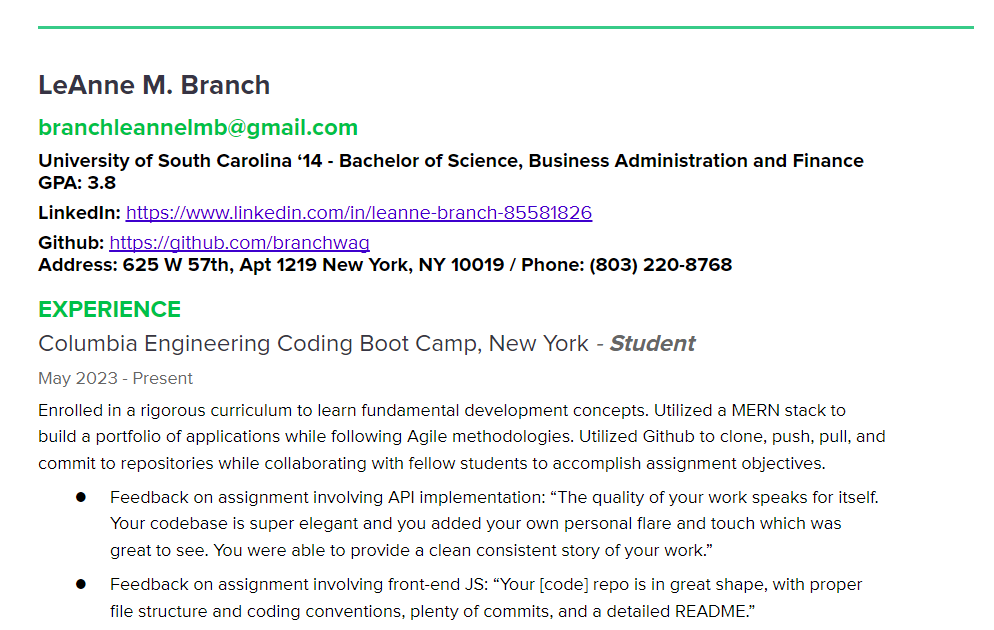 LeAnne M. Branch
branchleannelmb@gmail.com
University of South Carolina ‘14 - Bachelor of Science, Business Administration and Finance
GPA: 3.8
LinkedIn: https://www.linkedin.com/in/leanne-branch-85581826
Github: https://github.com/branchwag
Address: 625 W 57th, Apt 1219 New York, NY 10019 / Phone: (803) 220-8768
EXPERIENCE
Columbia Engineering Coding Boot Camp, New York - Student
May 2023 - Present
Enrolled in a rigorous curriculum to learn fundamental development concepts. Utilized a MERN stack to
build a portfolio of applications while following Agile methodologies. Utilized Github to clone, push, pull, and
commit to repositories while collaborating with fellow students to accomplish assignment objectives.
● Feedback on assignment involving API implementation: “The quality of your work speaks for itself.
Your codebase is super elegant and you added your own personal flare and touch which was
great to see. You were able to provide a clean consistent story of your work.”
● Feedback on assignment involving front-end JS: “Your [code] repo is in great shape, with proper
file structure and coding conventions, plenty of commits, and a detailed README.”